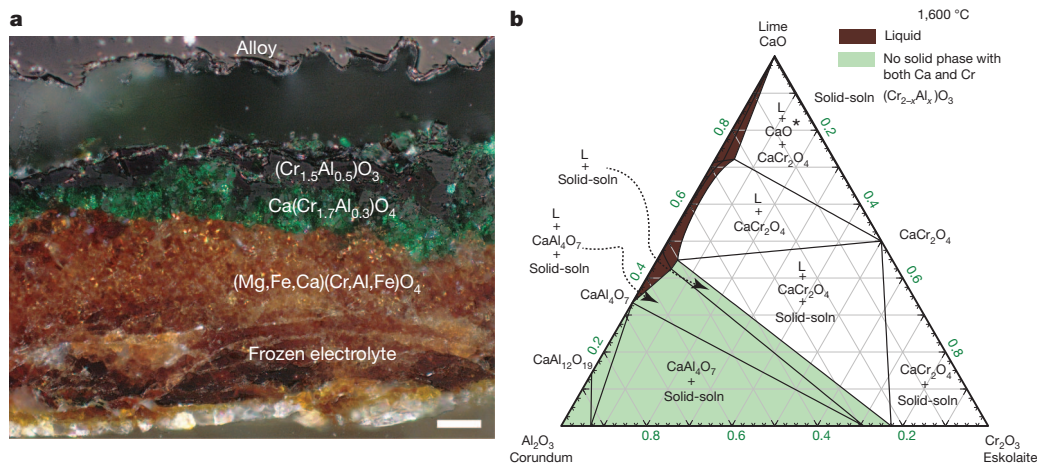 a
Alloy
(Cr1.5Al0.5)O3
Ca(Cr1.7Al0.3)O4
(Mg,Fe,Ca)(Cr,Al,Fe)O4
Frozen electrolyte
b
1,600 °C
Lime
CaO
Liquid
No solid phase with
both Ca and Cr
Solid-soln (Cr2–xAlx)O3
L
+
CaO *
+
CaCr2O4
0.8
0.2
L
+
Solid-soln
0.6
0.4
L
+
CaCr2O4
L
+
CaAl4O7
+
Solid-soln
CaCr2O4
0.4
0.6
L
+
CaCr2O4
+
Solid-soln
CaAl4O7
0.2
0.8
CaAl12O19
CaAl4O7
+
Solid-soln
CaCr2O4
+
Solid-soln
0.8
0.6
0.4
0.2
Al2O3
Corundum
Cr2O3
Eskolaite